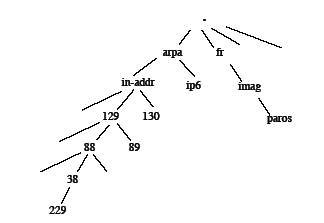 .
arpa fr
in-addr ip6 imag
129 130 paros
88 89
38
229